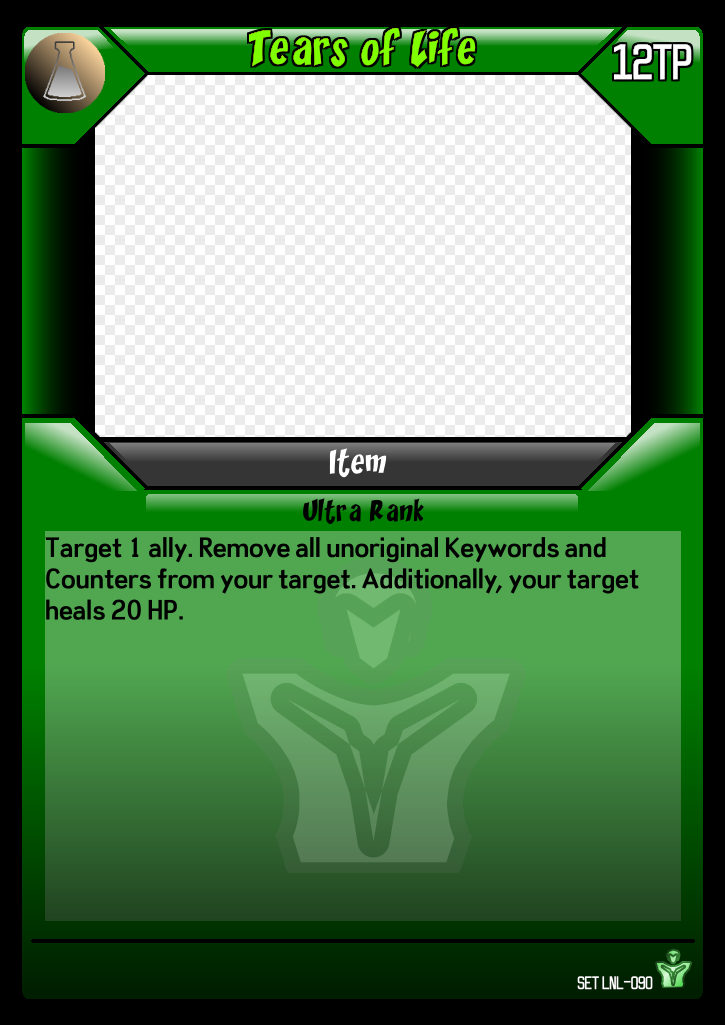 Tears of Life
12TP
Item
Ultra Rank
Target 1 ally. Remove all unoriginal Keywords and
Counters from your target. Additionally, your target
heals 20 HP.
SET LNL-090